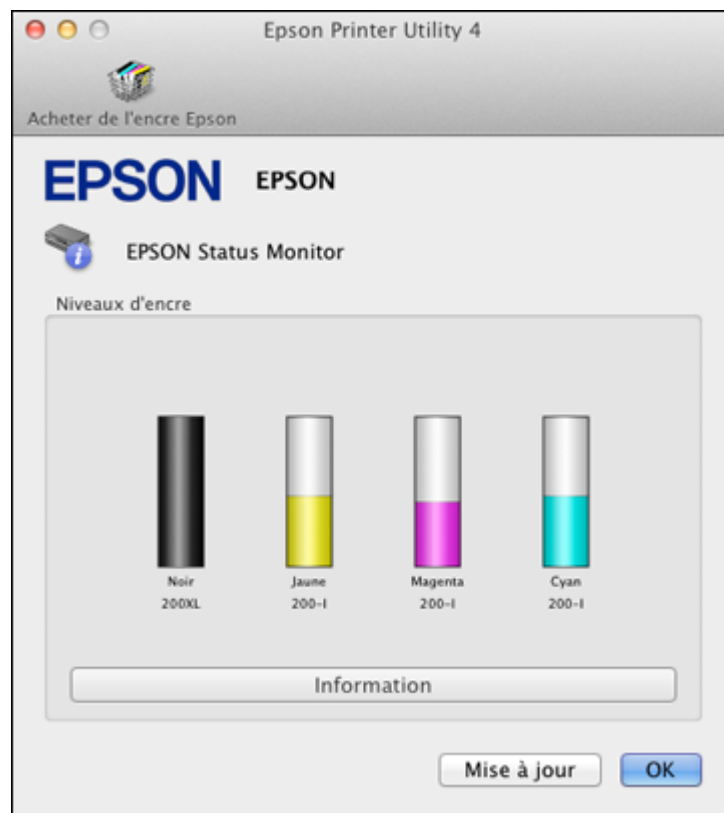 Epson Printer Utility 4
Acheter de l'encre Epson
EPSON EPSON
EPSON Status Monitor
Niveaux d'encre
Noir Jaune Magenta Cyan
200XL 200-I 200-I 200-I
Information
Mise à jour OK